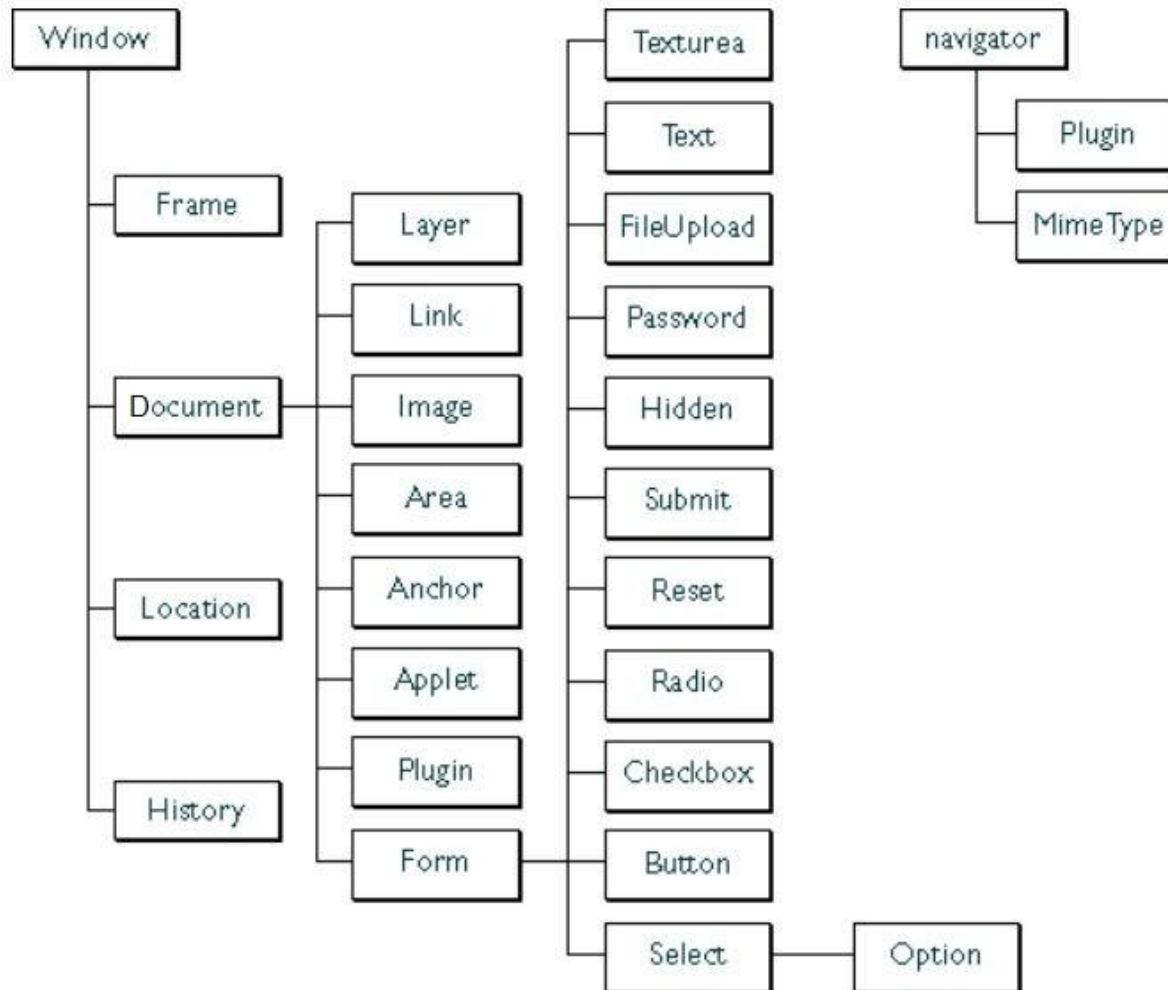 Window
Frame
Document
Location
History
Layer
Link
Image
Area
Anchor
Applet
Plugin
Form
Texturea
Text
FileUpload
Password
Hidden
Submit
Reset
Radio
Checkbox
Button
Select
Option
navigator
Plugin
MimeType